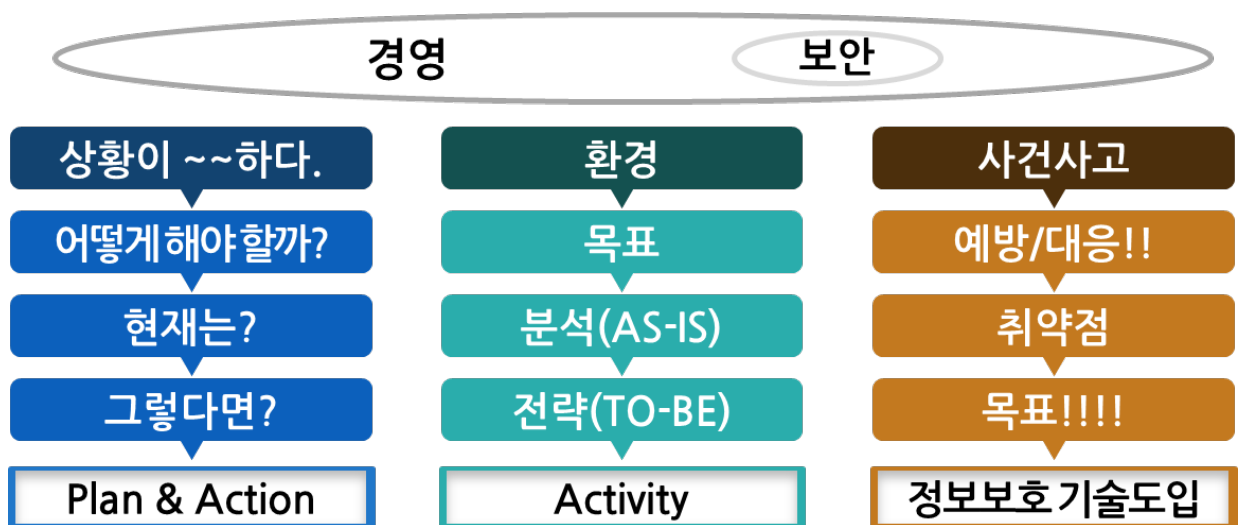 경영
보안
상황이 ~~하다.
어떻게 해야 할까?
현재는?
그렇다면?
Plan & Action
환경
목표
분석(AS-IS)
전략(TO-BE)
Activity
사건사고
예방/대응!!
취약점
목표!!!!
정보보호 기술도입